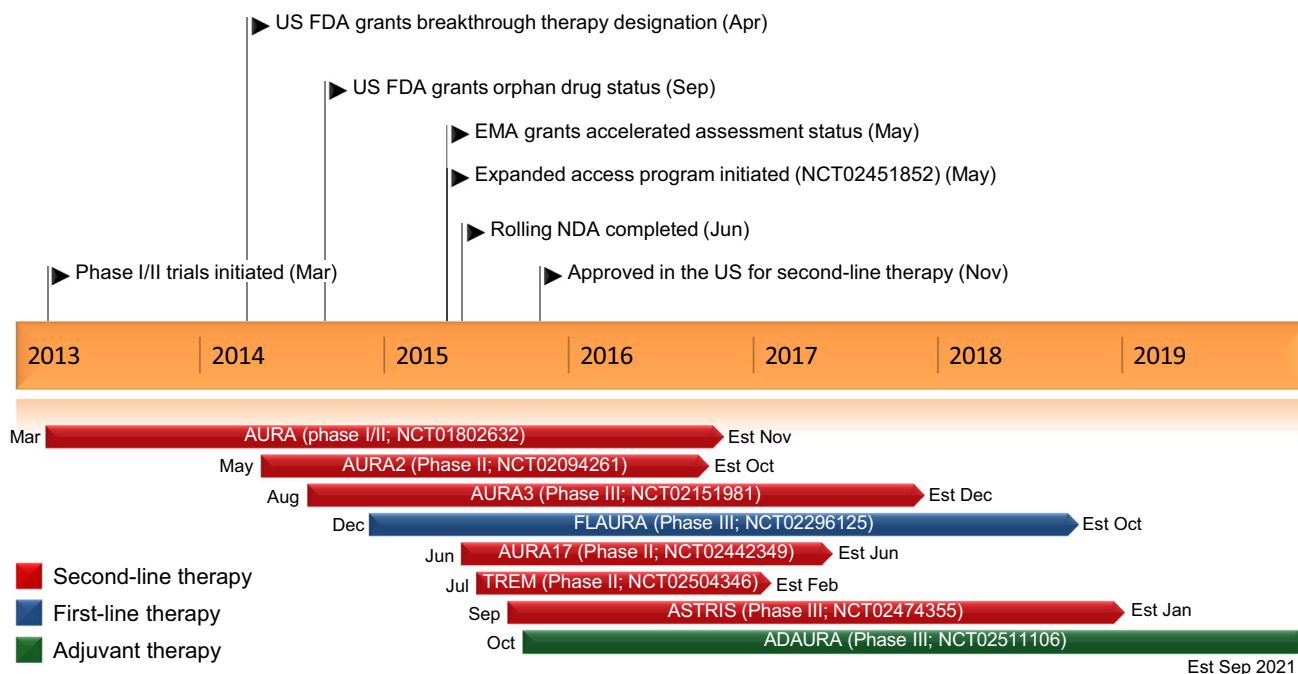 US FDA grants breakthrough therapy designation (Apr)
US FDA grants orphan drug status (Sep)
EMA grants accelerated assessment status (May)
Expanded access program initiated (NCT02451852) (May)
Rolling NDA completed (Jun)
Phase I/II trials initiated (Mar)
Approved in the US for second-line therapy (Nov)
2013 2014 2015 2016 2017 2018 2019
Mar AURA (phase I/II; NCT01802632) Est Nov
May AURA2 (Phase II; NCT02094261) Est Oct
Aug AURA3 (Phase III; NCT02151981) Est Dec
Dec FLAURA (Phase III; NCT02296125) Est Oct
Jun AURA17 (Phase II; NCT02442349) Est Jun
Jul TREM (Phase II; NCT02504346) Est Feb
Sep ASTRIS (Phase III; NCT02474355) Est Jan
Oct ADAURA (Phase III; NCT02511106)
Est Sep 2021
Second-line therapy
First-line therapy
Adjuvant therapy